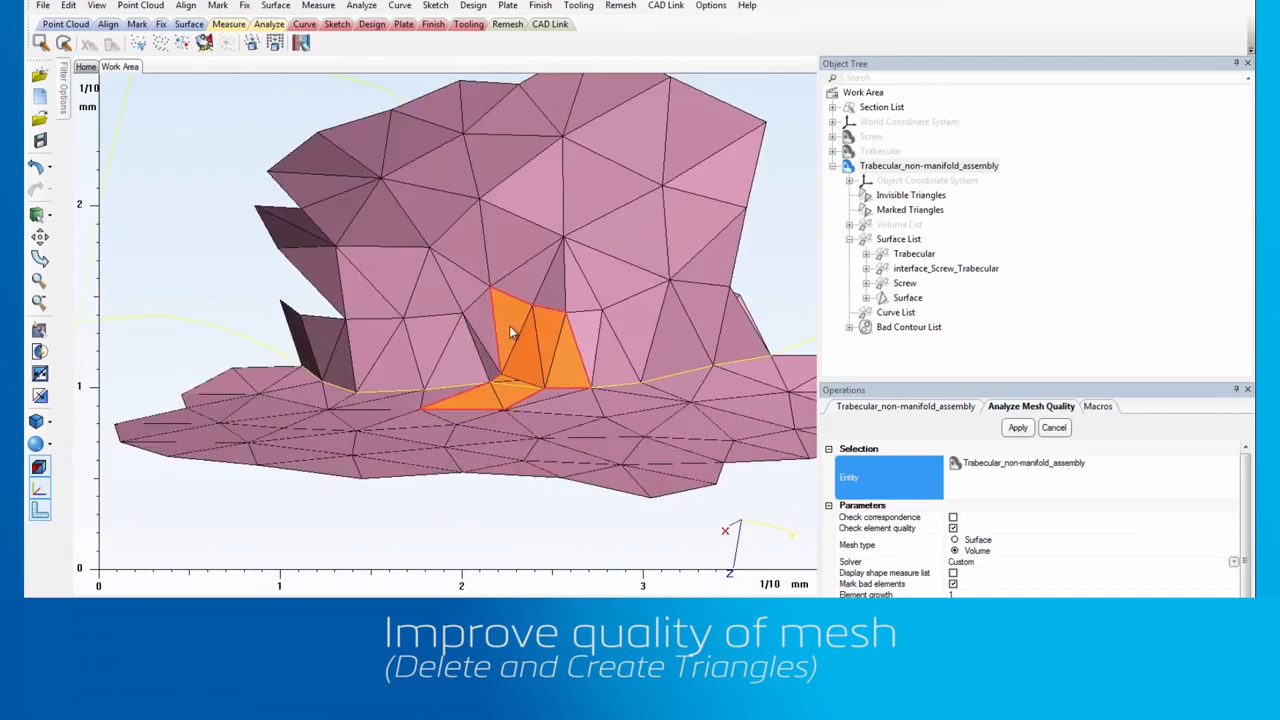 File Edit View Point Cloud Align Mark Fix Surface Measure Analyze Curve Sketch Design Plate Finish Tooling Remesh CAD Link Options Help
Point Cloud Align Mark Fix Surface Measure Analyze Curve Sketch Design Plate Finish Tooling Remesh CAD Link
Home Work Area
Filter Options
1/10
mm
2
1
0
0 1 2 3 1/10 mm
X
Y
Z
Object Tree
Search
Work Area
Section List
World Coordinate System
Screw
Trabecular
Trabecular_non-manifold_assembly
Object Coordinate System
Invisible Triangles
Marked Triangles
Volume List
Surface List
Trabecular
interface_Screw_Trabecular
Screw
Surface
Curve List
Bad Contour List
Operations
Trabecular_non-manifold_assembly Analyze Mesh Quality Macros
Apply Cancel
Selection
Entity Trabecular_non-manifold_assembly
Parameters
Check correspondence
Check element quality
Mesh type Surface
Volume
Solver Custom
Display shape measure list
Mark bad elements
Element growth 1
Improve quality of mesh
(Delete and Create Triangles)